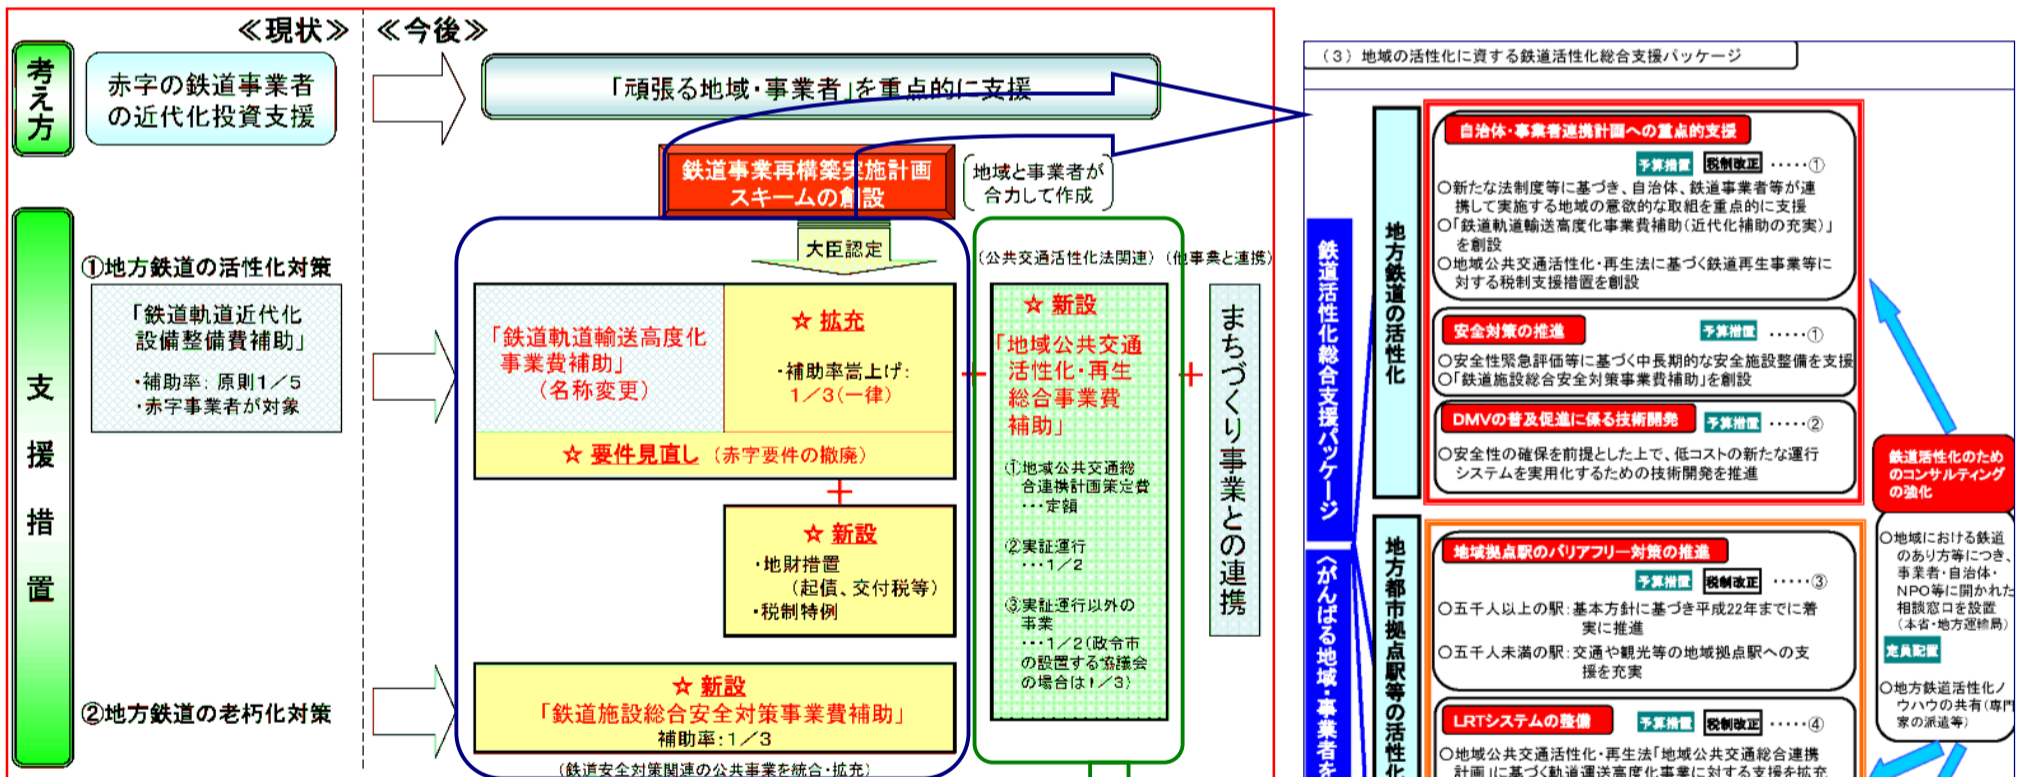 ≪現状≫
≪今後≫
考え方
赤字の鉄道事業者
の近代化投資支援
「頑張る地域・事業者」を重点的に支援
鉄道事業再構築実施計画
スキームの創設
地域と事業者が
合力して作成
大臣認定
支援措置
①地方鉄道の活性化対策
「鉄道軌道近代化
設備整備費補助」
・補助率：原則1／5
・赤字事業者が対象
「鉄道軌道輸送高度化
事業費補助」
（名称変更）
☆ 拡充
・補助率嵩上げ：
1／3（一律）
☆ 要件見直し（赤字要件の撤廃）
＋
☆ 新設
・地財措置
（起債、交付税等）
・税制特例
＋
（公共交通活性化法関連）
☆ 新設
「地域公共交通
活性化・再生
総合事業費
補助」
①地域公共交通総
合連携計画策定費
・・・定額
②実証運行
・・・1／2
③実証運行以外の
事業
・・・1／2（政令市
の設置する協議会
の場合は1／3）
＋
（他事業と連携）
まちづくり事業との連携
②地方鉄道の老朽化対策
☆ 新設
「鉄道施設総合安全対策事業費補助」
補助率：1／3
（鉄道安全対策関連の公共事業を統合・拡充）
（3）地域の活性化に資する鉄道活性化総合支援パッケージ
鉄道活性化総合支援パッケージ
〈がんばる地域・事業者を
地方鉄道の活性化
自治体・事業者連携計画への重点的支援
予算措置 税制改正 ・・・・・①
○新たな法制度等に基づき、自治体、鉄道事業者等が連
携して実施する地域の意欲的な取組を重点的に支援
○「鉄道軌道輸送高度化事業費補助（近代化補助の充実）」
を創設
○地域公共交通活性化・再生法に基づく鉄道再生事業等に
対する税制支援措置を創設
安全対策の推進
予算措置 ・・・・・①
○安全性緊急評価等に基づく中長期的な安全施設整備を支援
○「鉄道施設総合安全対策事業費補助」を創設
DMVの普及促進に係る技術開発
予算措置 ・・・・・②
○安全性の確保を前提とした上で、低コストの新たな運行
システムを実用化するための技術開発を推進
地方都市拠点駅等の活性化
地域拠点駅のバリアフリー対策の推進
予算措置 税制改正 ・・・・・③
○五千人以上の駅：基本方針に基づき平成22年までに着
実に推進
○五千人未満の駅：交通や観光等の地域拠点駅への支
援を充実
LRTシステムの整備
予算措置 税制改正 ・・・・・④
○地域公共交通活性化・再生法「地域公共交通総合連携
計画」に基づく軌道運送高度化事業に対する支援を拡充
鉄道活性化のため
のコンサルティング
の強化
○地域における鉄道
のあり方等につき、
事業者・自治体・
NPO等に開かれた
相談窓口を設置
（本省・地方運輸局）
定員配置
○地方鉄道活性化ノ
ウハウの共有（専門
家の派遣等）